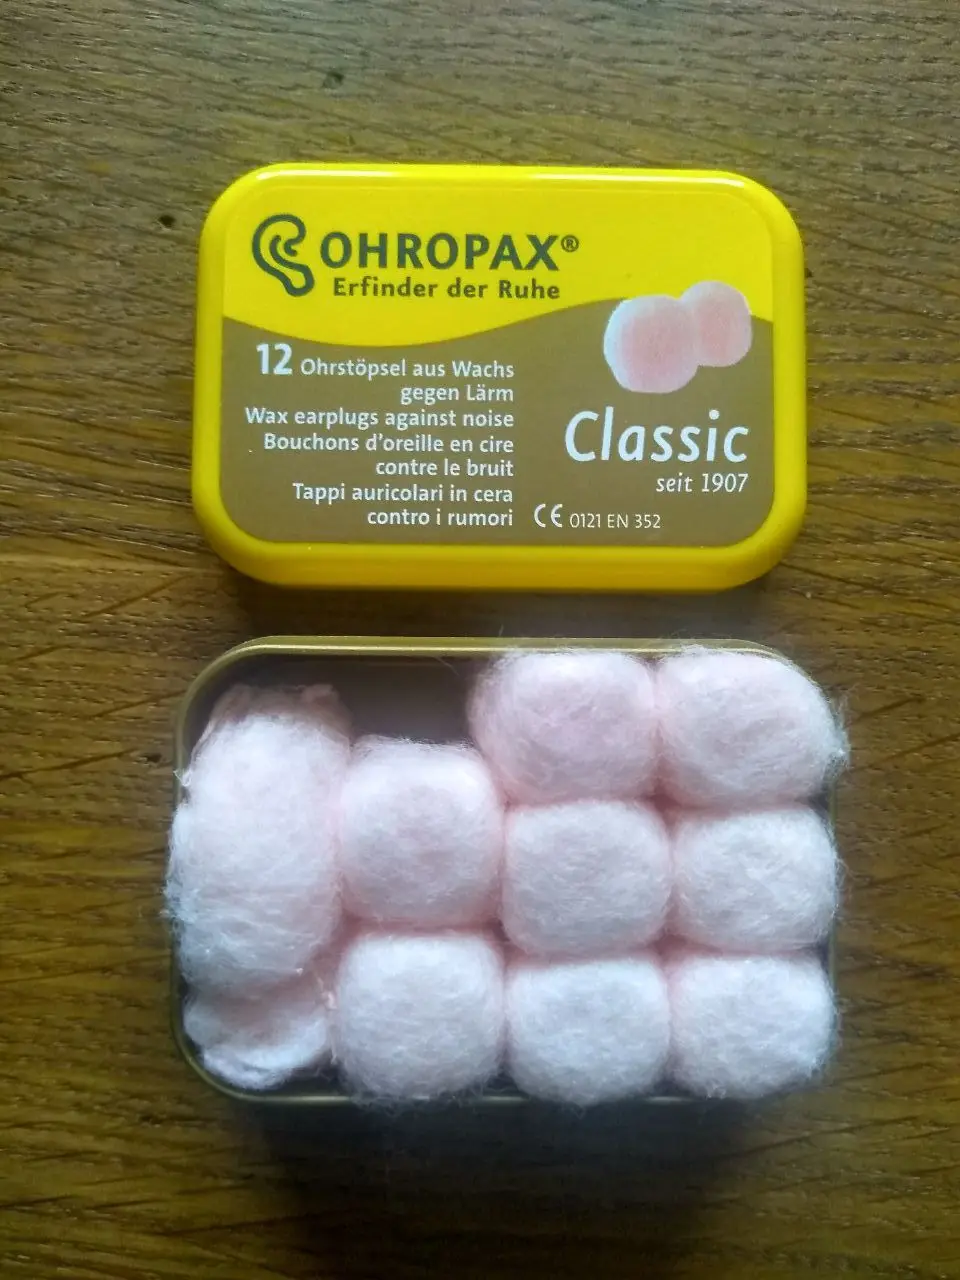 OHROPAX®
Erfinder der Ruhe
12 Ohrstöpsel aus Wachs
gegen Lärm
Wax earplugs against noise
Bouchons d'oreille en cire
contre le bruit
Tappi auricolari in cera
contro i rumori
Classic
seit 1907
CE 0121 EN 352